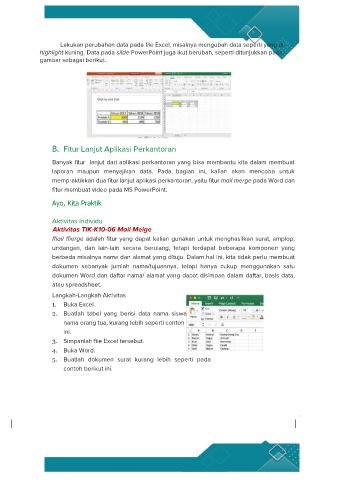 Lakukan perubahan data pada file Excel, misalnya mengubah data seperti yang di-
highlight kuning. Data pada slide PowerPoint juga ikut berubah, seperti ditunjukkan pada
gambar sebagai berikut.
B. Fitur Lanjut Aplikasi Perkantoran
Banyak fitur lanjut dari aplikasi perkantoran yang bisa membantu kita dalam membuat
laporan maupun menyajikan data. Pada bagian ini, kalian akan mencoba untuk
mempraktikkan dua fitur lanjut aplikasi perkantoran, yaitu fitur mail merge pada Word dan
fitur membuat video pada MS PowerPoint.
Ayo, Kita Praktik
Aktivitas Individu
Aktivitas TIK-K10-06 Mail Merge
Mail Merge adalah fitur yang dapat kalian gunakan untuk menghasilkan surat, amplop,
undangan, dan lain-lain secara berulang, tetapi terdapat beberapa komponen yang
berbeda misalnya nama dan alamat yang dituju. Dalam hal ini, kita tidak perlu membuat
dokumen sebanyak jumlah nama/tujuannya, tetapi hanya cukup menggunakan satu
dokumen Word dan daftar nama/ alamat yang dapat disimpan dalam daftar, basis data,
atau spreadsheet.
Langkah-Langkah Aktivitas
1. Buka Excel.
2. Buatlah tabel yang berisi data nama siswa
nama orang tua, kurang lebih seperti contoh
ini.
3. Simpanlah file Excel tersebut.
4. Buka Word.
5. Buatlah dokumen surat kurang lebih seperti pada
contoh berikut ini.